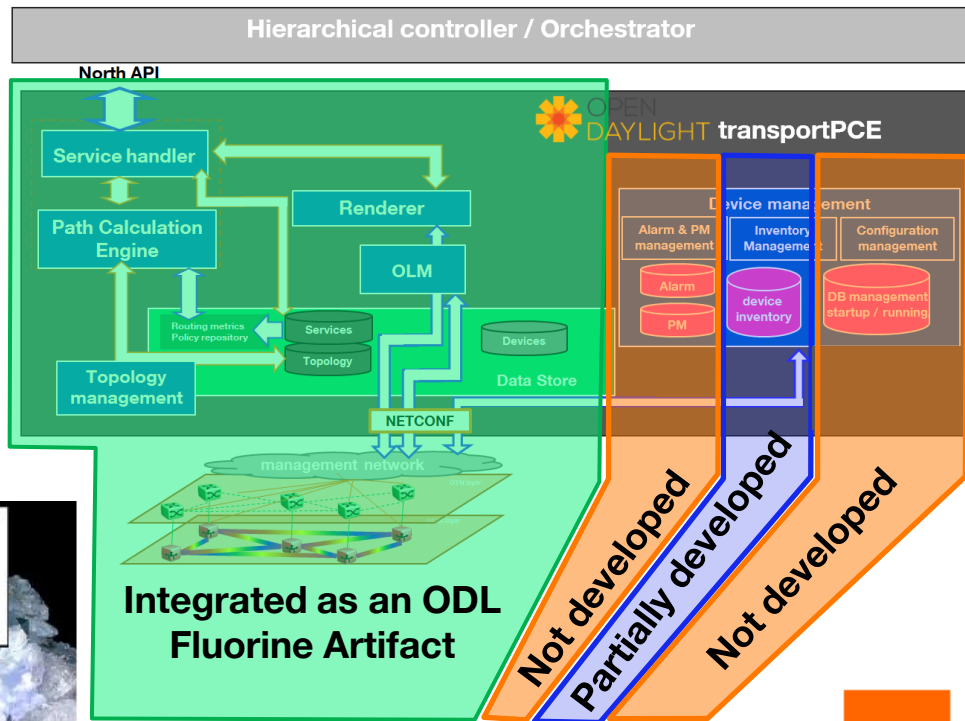 Hierarchical controller / Orchestrator
North API
OPEN
DAYLIGHT transportPCE
Service handler
Renderer
Path Calculation
Engine
OLM
Device management
Alarm & PM
management
Inventory
Management
Configuration
management
Alarm
PM
device
inventory
DB management
startup / running
Routing metrics
Policy repository
Services
Topology
Devices
Data Store
Topology
management
NETCONF
management network
Integrated as an ODL
Fluorine Artifact
Not developed
Partially developed
Not developed